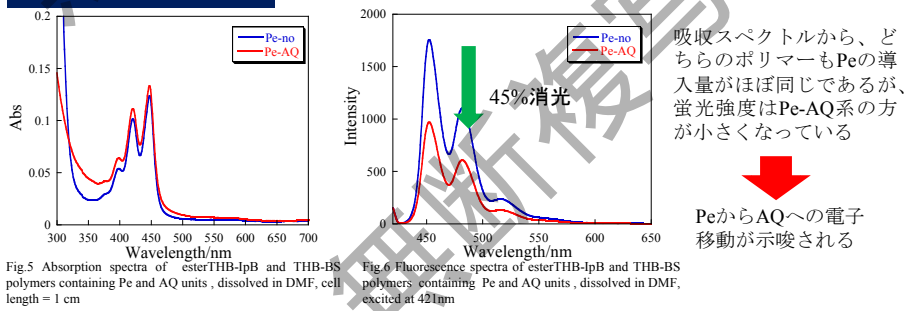 0.2
0.15
0.1
0.05
0
300 350 400 450 500 550 600 650 700
Abs
Wavelength/nm
Pe-no
Pe-AQ
Fig.5 Absorption spectra of esterTHB-IpB and THB-BS
polymers containing Pe and AQ units , dissolved in DMF, cell
length = 1 cm
2000
1500
1000
500
0
450 500 550 600 650
Intensity
Wavelength/nm
Pe-no
Pe-AQ
45%消光
Fig.6 Fluorescence spectra of esterTHB-IpB and THB-BS
polymers containing Pe and AQ units , dissolved in DMF,
excited at 421nm
吸収スペクトルから、ど
ちらのポリマーもPeの導
入量がほぼ同じであるが、
蛍光強度はPe-AQ系の方
が小さくなっている
PeからAQへの電子
移動が示唆される
無断複写